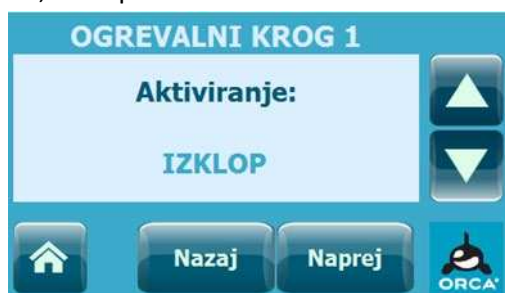 OGREVALNI KROG 1
Aktiviranje:
IZKLOP
Nazaj Naprej
ORCA